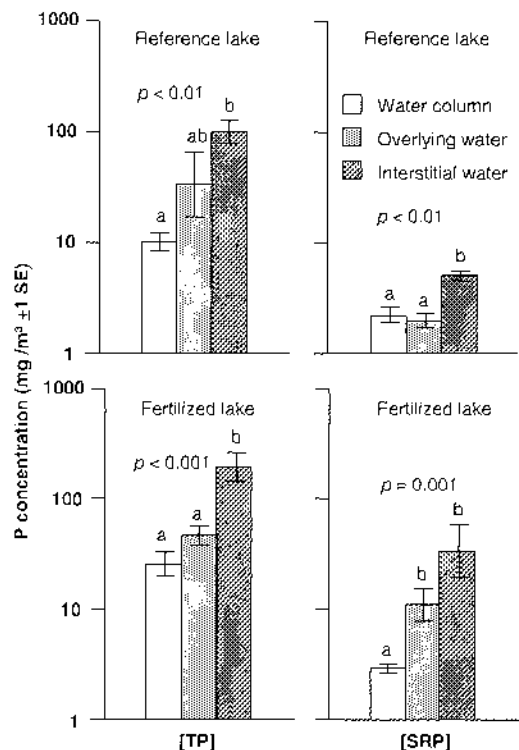 P concentration (mg /m³ ±1 SE)
Reference lake
1000
100
10
1
p < 0.01
a
ab
b
Reference lake
Water column
Overlying water
Interstitial water
p < 0.01
a
a
b
Fertilized lake
1000
100
10
1
p < 0.001
a
a
b
[TP]
Fertilized lake
p = 0.001
a
b
b
[SRP]